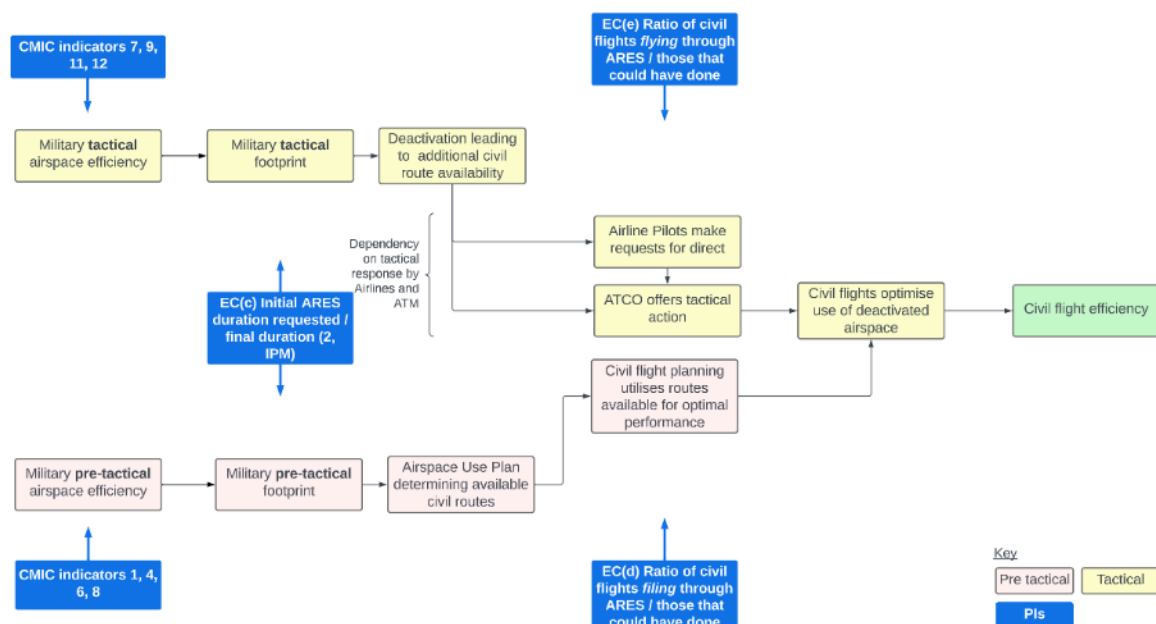 CMIC indicators 7, 9,
11, 12
EC(e) Ratio of civil
flights flying through
ARES / those that
could have done
Military tactical
airspace efficiency
Military tactical
footprint
Deactivation leading
to additional civil
route availability
Dependency
on tactical
response by
Airlines and
ATM
Airline Pilots make
requests for direct
EC(c) Initial ARES
duration requested /
final duration (2,
IPM)
ATCO offers tactical
action
Civil flights optimise
use of deactivated
airspace
Civil flight efficiency
Civil flight planning
utilises routes
available for optimal
performance
Military pre-tactical
airspace efficiency
Military pre-tactical
footprint
Airspace Use Plan
determining available
civil routes
CMIC indicators 1, 4,
6, 8
EC(d) Ratio of civil
flights filing through
ARES / those that
could have done
Key
Pre tactical
Tactical
PIs